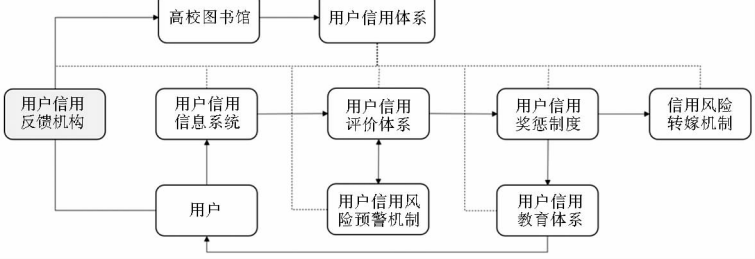 高校图书馆
用户信用体系
用户信用
反馈机构
用户信用
信息系统
用户信用
评价体系
用户信用
奖惩制度
信用风险
转嫁机制
用户
用户信用风
险预警机制
用户信用
教育体系